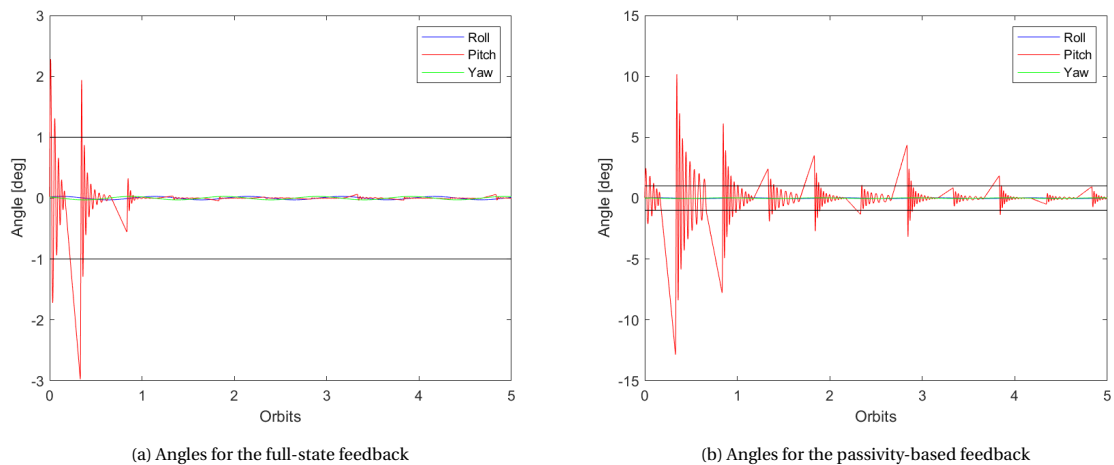 3
2
1
0
-1
-2
-3
Angle [deg]
0 1 2 3 4 5
Orbits
Roll
Pitch
Yaw
(a) Angles for the full-state feedback
15
10
5
0
-5
-10
-15
Angle [deg]
0 1 2 3 4 5
Orbits
Roll
Pitch
Yaw
(b) Angles for the passivity-based feedback